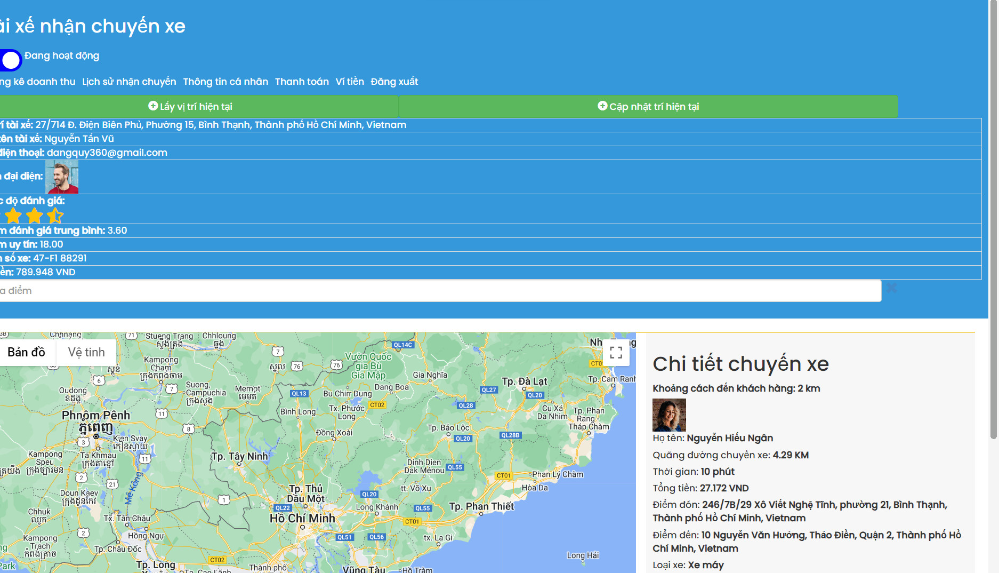 ài xế nhận chuyến xe
Đang hoạt động
ng kê doanh thu Lịch sử nhận chuyến Thông tin cá nhân Thanh toán Ví tiền Đăng xuất
Lấy vị trí hiện tại
Cập nhật trí hiện tại
rí tài xế: 27/714 Đ. Điện Biên Phủ, Phường 15, Bình Thạnh, Thành phố Hồ Chí Minh, Vietnam
tên tài xế: Nguyễn Tấn Vũ
điện thoại: dangquy360@gmail.com
h đại diện:
c độ đánh giá:
m đánh giá trung bình: 3.60
m uy tín: 18.00
n số xe: 47-F1 88291
iền: 789.948 VND
a điểm
Bản đồ
Vệ tinh
Chhnang
71
Stueng Trang
ស្ទឹងត្រង់
Chhloung
ឆ្លូង
QL14C
7
Vườn Quốc
gia Bù
Gia Mập
ស្គន់
Kampong
Cham
ក្រុងកំពង់ចាម
ស្នួល
76
76
Gia Nghĩa
CT01
Tp. Cam Ranh
6
Oudong
ឧដុង្គ
7
Suong,
Campuchia
ក្រុងសួង
Memot
មេមត់
QL13
Bu Chirr Dung
Dang Boa
Tp. Đà Lạt
QL27
QL20
Phnôm Pênh
ភ្នំពេញ
11
Bình Long
Tx. Phước
Long
CT02
QL28
Cu Xá
Da Nhim
Tp. Phan
Rang -
Tháp Chàm
8
Đồng Xoài
Tp. Bảo Lộc
QL20
QL28B
3
Kien Svay
កៀនស្វាយ
Ta Khmau
ក្រុងតាខ្មៅ
11
Kampong
Speu
ក្រុងច្បារមន
Tp. Tây Ninh
Dinh Dien
Dak Ménou
QL55
2
21
Mê Kông
CT01
Phan Lý Chàm
Hòa Da
Doun Kaev
ក្រុងដូនកែវ
1
Tp. Thủ
Dầu Một
QL20
tt. Võ Xu
QL22
Long Khánh
QL55
Tp. Phan Thiết
Chhuk
ឈូក
Tx. Tân Châu
Hồ Chí Minh
CT01
2
Hồng Ngự
QL51
QL56
tx. La Gi
Kampong
Trach
កំពង់ត្រាច
Tp. Châu Đốc
Long Hải
Park
CT02
Tp. Long
Tp. Cao Lãnh
Thành phố
Vũng Tàu
Hồ Tràm
Chi tiết chuyến xe
Khoảng cách đến khách hàng: 2 km
Họ tên: Nguyễn Hiếu Ngân
Quãng đường chuyến xe: 4.29 KM
Thời gian: 10 phút
Tổng tiền: 27.172 VND
Điểm đón: 246/7B/29 Xô Viết Nghệ Tĩnh, phường 21, Bình Thạnh,
Thành phố Hồ Chí Minh, Vietnam
Điểm đến: 10 Nguyễn Văn Hưởng, Thảo Điền, Quận 2, Thành phố Hồ
Chí Minh, Vietnam
Loại xe: Xe máy